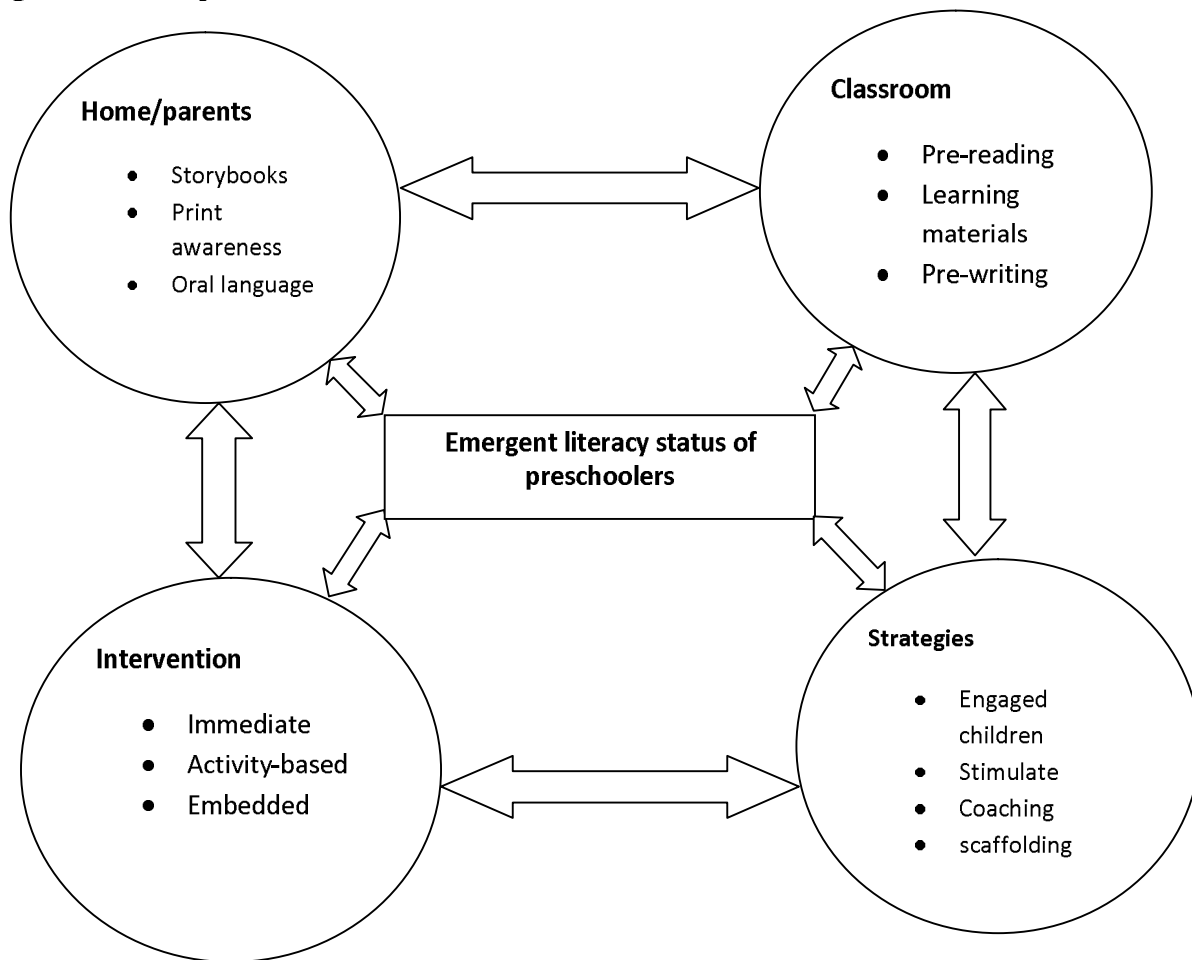 Home/parents
• Storybooks
• Print
awareness
• Oral language
Classroom
• Pre-reading
• Learning
materials
• Pre-writing
Emergent literacy status of
preschoolers
Intervention
• Immediate
• Activity-based
• Embedded
Strategies
• Engaged
children
• Stimulate
• Coaching
• scaffolding